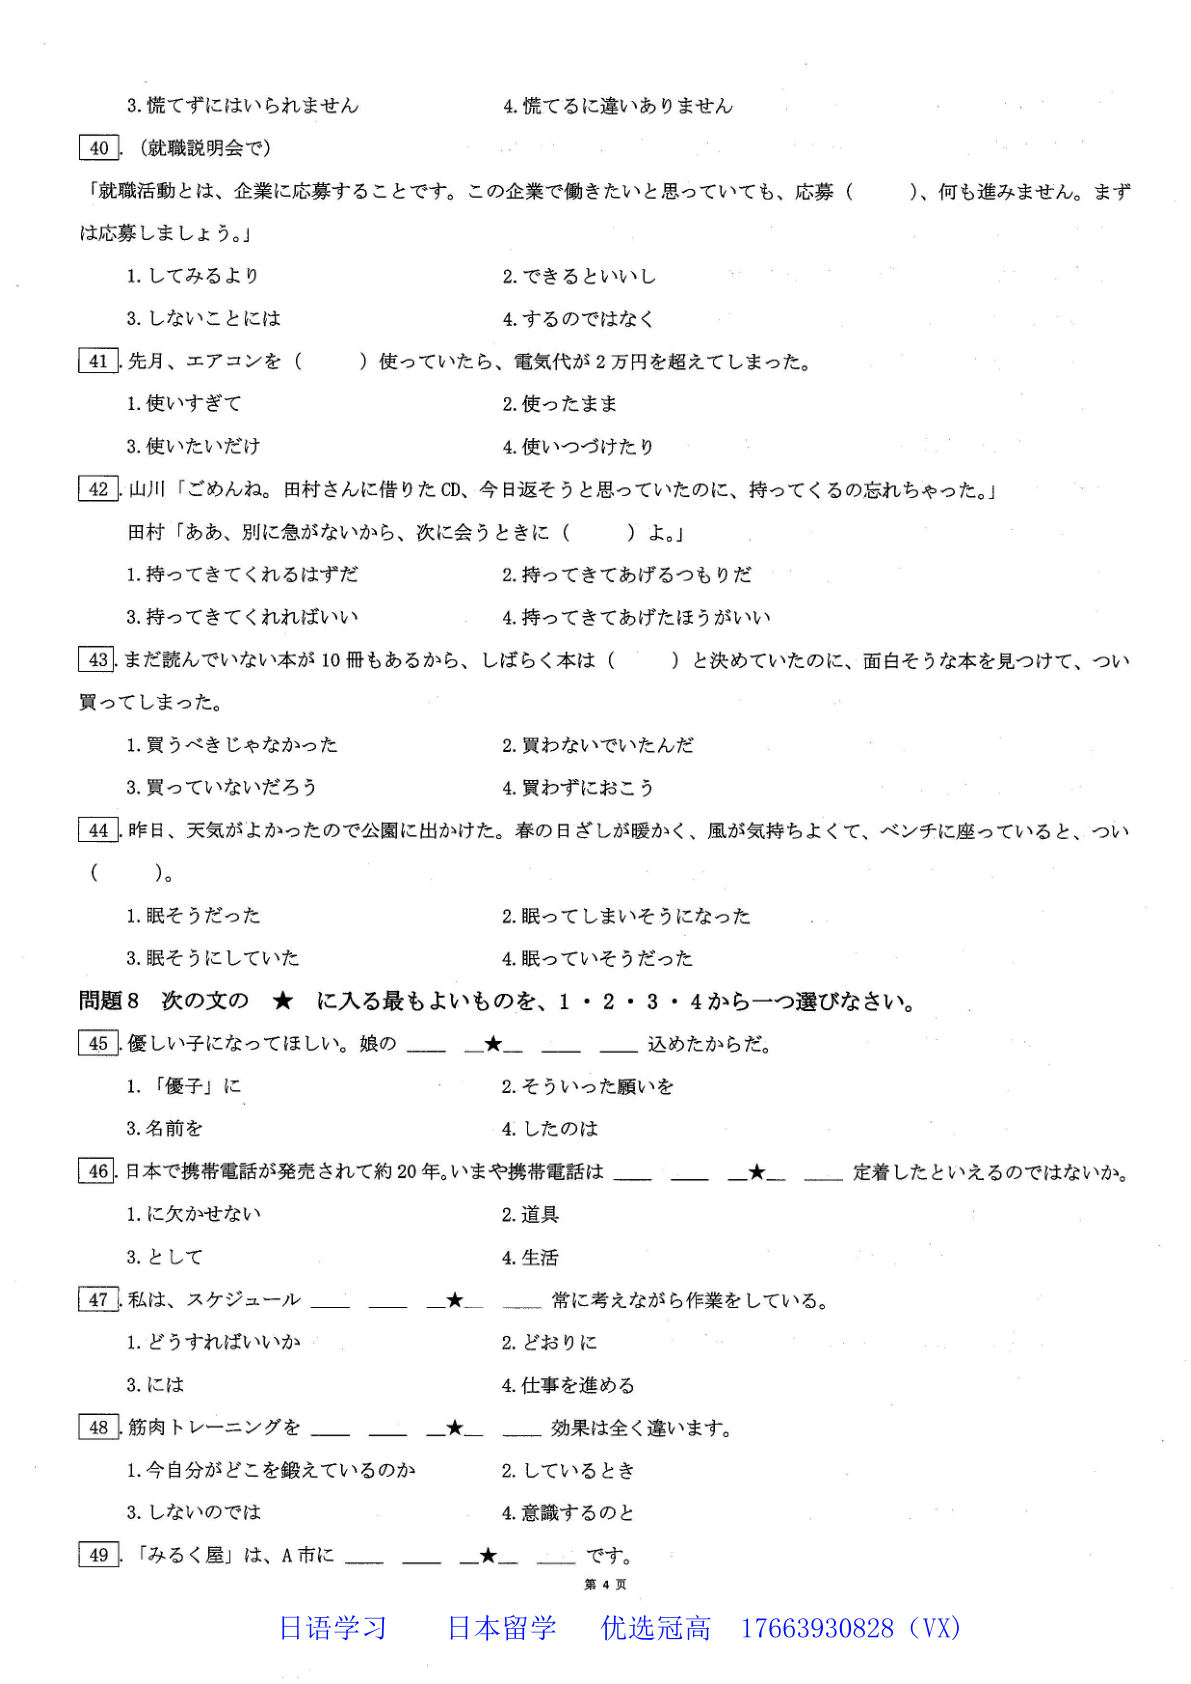 3.慌てずにはいられません　4.慌てるに違いありません
40.（就職説明会で）
「就職活動とは、企業に応募することです。この企業で働きたいと思っていても、応募（　　）、何も進みません。まず
は応募しましょう。」
1.してみるより　2.できるといいし
3.しないことには　4.するのではなく
41.先月、エアコンを（　　）使っていたら、電気代が2万円を超えてしまった。
1.使いすぎて　2.使ったまま
3.使いたいだけ　4.使いつづけたり
42.山川「ごめんね。田村さんに借りたCD、今日返そうと思っていたのに、持ってくるの忘れちゃった。」
田村「ああ、別に急がないから、次に会うときに（　　）よ。」
1.持ってきてくれるはずだ　2.持ってきてあげるつもりだ
3.持ってきてくれればいい　4.持ってきてあげたほうがいい
43.まだ読んでいない本が10冊もあるから、しばらく本は（　　）と決めていたのに、面白そうな本を見つけて、つい
買ってしまった。
1.買うべきじゃなかった　2.買わないでいたんだ
3.買っていないだろう　4.買わずにおこう
44.昨日、天気がよかったので公園に出かけた。春の日ざしが暖かく、風が気持ちよくて、ベンチに座っていると、つい
（　　）。
1.眠そうだった　2.眠ってしまいそうになった
3.眠そうにしていた　4.眠っていそうだった
問題8　次の文の　★　に入る最もよいものを、1・2・3・4から一つ選びなさい。
45.優しい子になってほしい。娘の ____ __★__ ____ ____ 込めたからだ。
1.「優子」に　2.そういった願いを
3.名前を　4.したのは
46.日本で携帯電話が発売されて約20年。いまや携帯電話は ____ ____ __★__ ____ 定着したといえるのではないか。
1.に欠かせない　2.道具
3.として　4.生活
47.私は、スケジュール ____ ____ __★__ ____ 常に考えながら作業をしている。
1.どうすればいいか　2.どおりに
3.には　4.仕事を進める
48.筋肉トレーニングを ____ ____ __★__ ____ 効果は全く違います。
1.今自分がどこを鍛えているのか　2.しているとき
3.しないのでは　4.意識するのと
49.「みるく屋」は、A市に ____ ____ __★__ ____ です。
第 4 页
日语学习　日本留学　优选冠高　17663930828（VX）